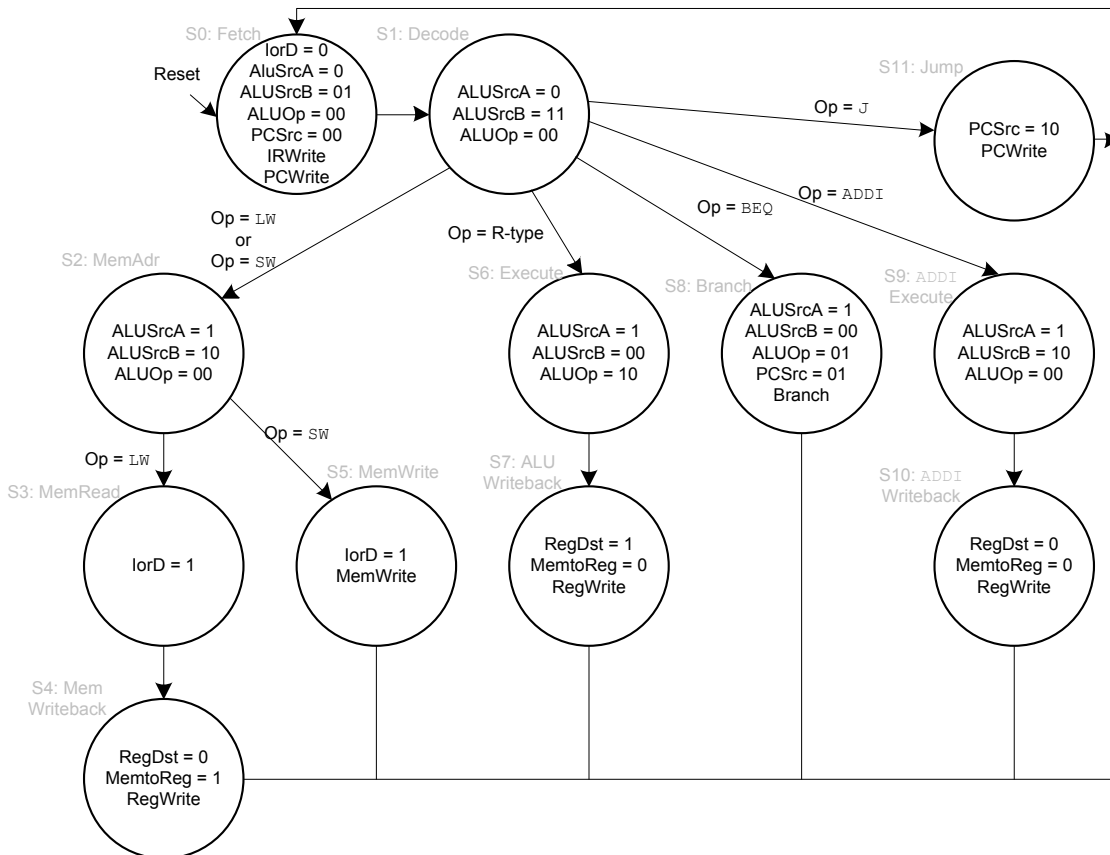 S0: Fetch
IorD = 0
AluSrcA = 0
ALUSrcB = 01
ALUOp = 00
PCSrc = 00
IRWrite
PCWrite
Reset
S1: Decode
ALUSrcA = 0
ALUSrcB = 11
ALUOp = 00
S11: Jump
Op = J
PCSrc = 10
PCWrite
Op = LW
or
Op = SW
Op = R-type
Op = BEQ
Op = ADDI
S2: MemAdr
ALUSrcA = 1
ALUSrcB = 10
ALUOp = 00
S6: Execute
ALUSrcA = 1
ALUSrcB = 00
ALUOp = 10
S8: Branch
ALUSrcA = 1
ALUSrcB = 00
ALUOp = 01
PCSrc = 01
Branch
S9: ADDI
Execute
ALUSrcA = 1
ALUSrcB = 10
ALUOp = 00
Op = LW
Op = SW
S3: MemRead
IorD = 1
S5: MemWrite
IorD = 1
MemWrite
S7: ALU
Writeback
RegDst = 1
MemtoReg = 0
RegWrite
S10: ADDI
Writeback
RegDst = 0
MemtoReg = 0
RegWrite
S4: Mem
Writeback
RegDst = 0
MemtoReg = 1
RegWrite